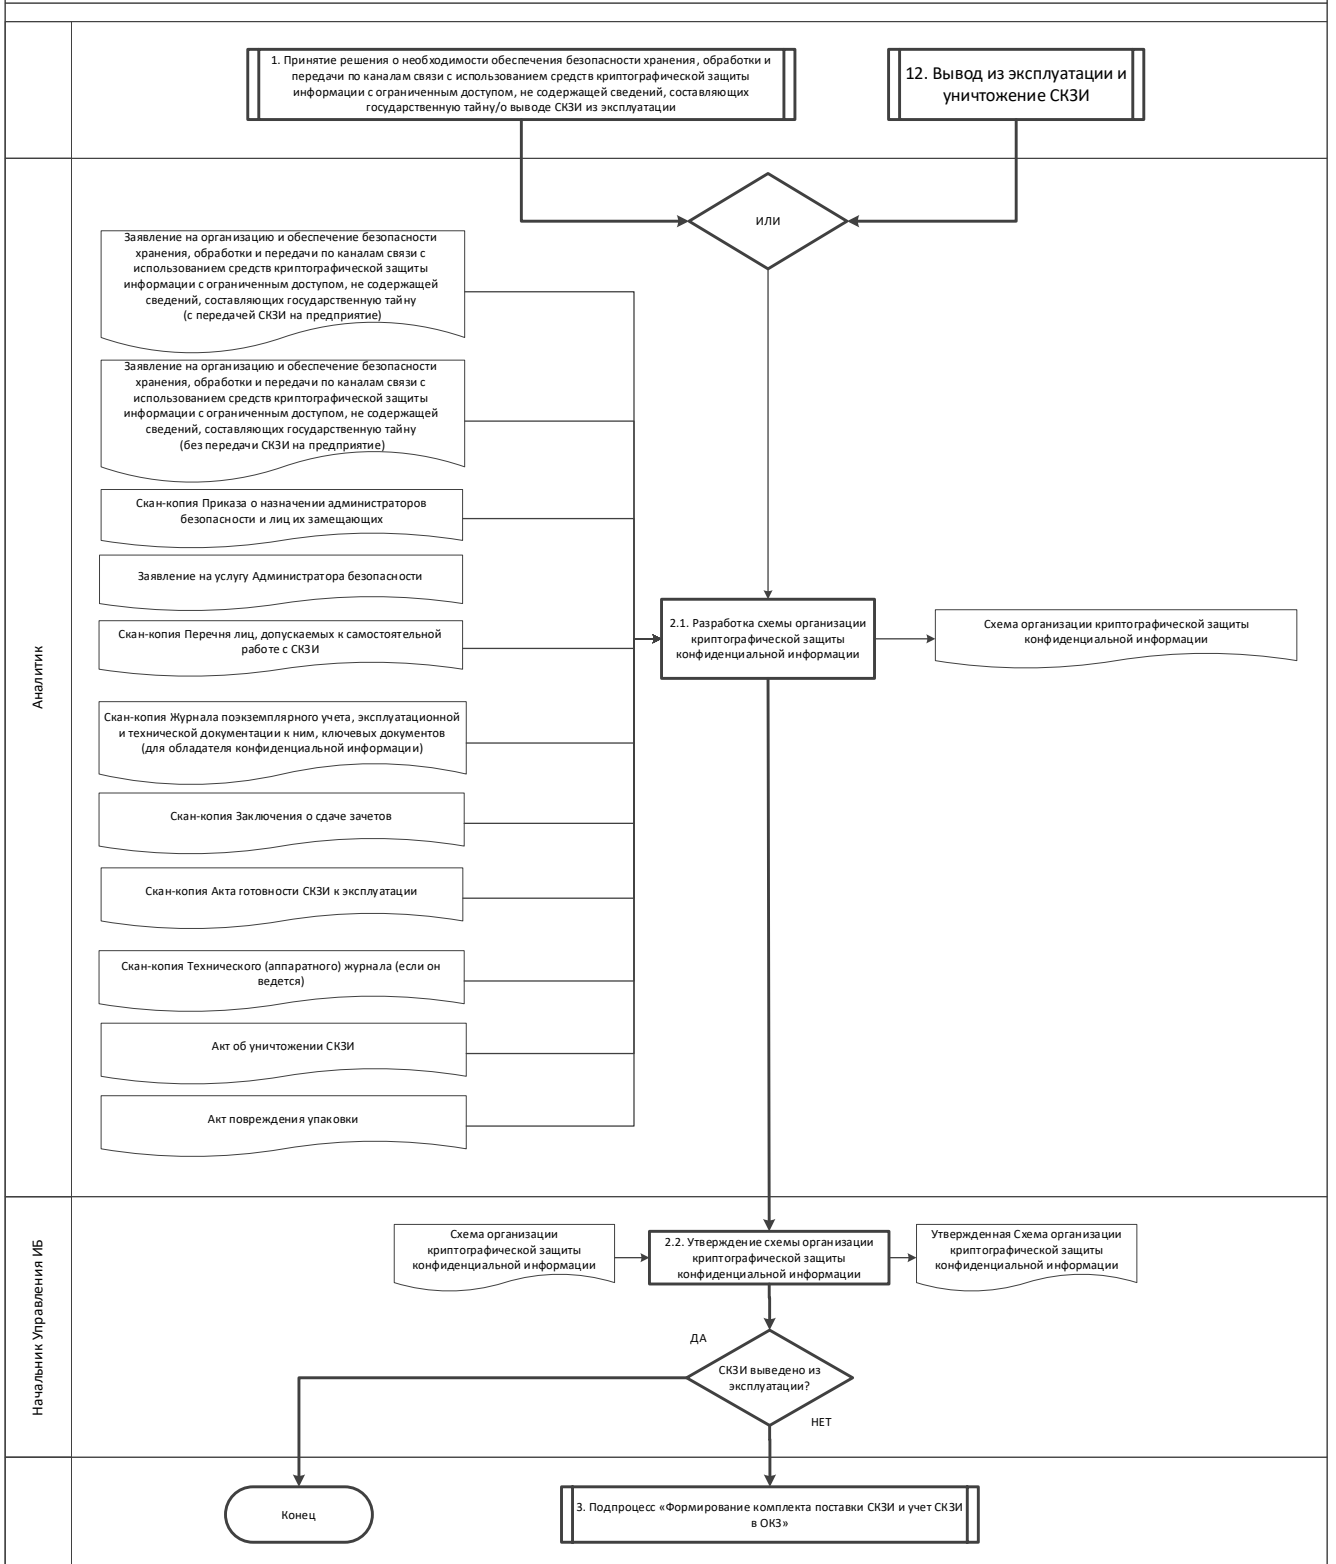 1. Принятие решения о необходимости обеспечения безопасности хранения, обработки и
передачи по каналам связи с использованием средств криптографической защиты
информации с ограниченным доступом, не содержащей сведений, составляющих
государственную тайну/о выводе СКЗИ из эксплуатации
12. Вывод из эксплуатации и
уничтожение СКЗИ
Аналитик
ИЛИ
Заявление на организацию и обеспечение безопасности
хранения, обработки и передачи по каналам связи с
использованием средств криптографической защиты
информации с ограниченным доступом, не содержащей
сведений, составляющих государственную тайну
(с передачей СКЗИ на предприятие)
Заявление на организацию и обеспечение безопасности
хранения, обработки и передачи по каналам связи с
использованием средств криптографической защиты
информации с ограниченным доступом, не содержащей
сведений, составляющих государственную тайну
(без передачи СКЗИ на предприятие)
Скан-копия Приказа о назначении администраторов
безопасности и лиц их замещающих
Заявление на услугу Администратора безопасности
Скан-копия Перечня лиц, допускаемых к самостоятельной
работе с СКЗИ
2.1. Разработка схемы организации
криптографической защиты
конфиденциальной информации
Схема организации криптографической защиты
конфиденциальной информации
Скан-копия Журнала поэкземплярного учета, эксплуатационной
и технической документации к ним, ключевых документов
(для обладателя конфиденциальной информации)
Скан-копия Заключения о сдаче зачетов
Скан-копия Акта готовности СКЗИ к эксплуатации
Скан-копия Технического (аппаратного) журнала (если он
ведется)
Акт об уничтожении СКЗИ
Акт повреждения упаковки
Начальник Управления ИБ
Схема организации
криптографической защиты
конфиденциальной информации
2.2. Утверждение схемы организации
криптографической защиты
конфиденциальной информации
Утвержденная Схема организации
криптографической защиты
конфиденциальной информации
ДА
СКЗИ выведено из
эксплуатации?
НЕТ
Конец
3. Подпроцесс «Формирование комплекта поставки СКЗИ и учет СКЗИ
в ОКЗ»